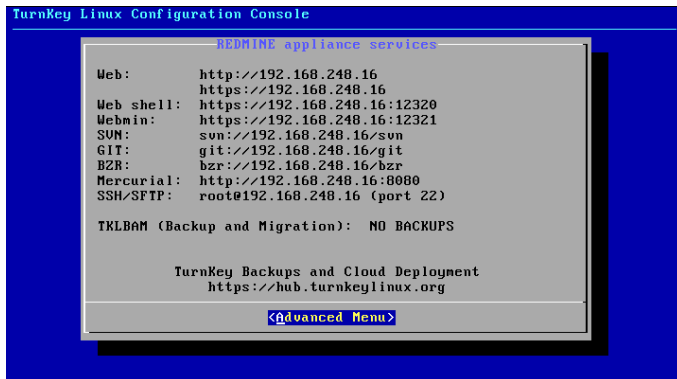 TurnKey Linux Configuration Console
REDMINE appliance services
Web: http://192.168.248.16
https://192.168.248.16
Web shell: https://192.168.248.16:12320
Webmin: https://192.168.248.16:12321
SVN: svn://192.168.248.16/svn
GIT: git://192.168.248.16/git
BZR: bzr://192.168.248.16/bzr
Mercurial: http://192.168.248.16:8080
SSH/SFTP: root@192.168.248.16 (port 22)
TKLBAM (Backup and Migration): NO BACKUPS
TurnKey Backups and Cloud Deployment
https://hub.turnkeylinux.org
<Advanced Menu>